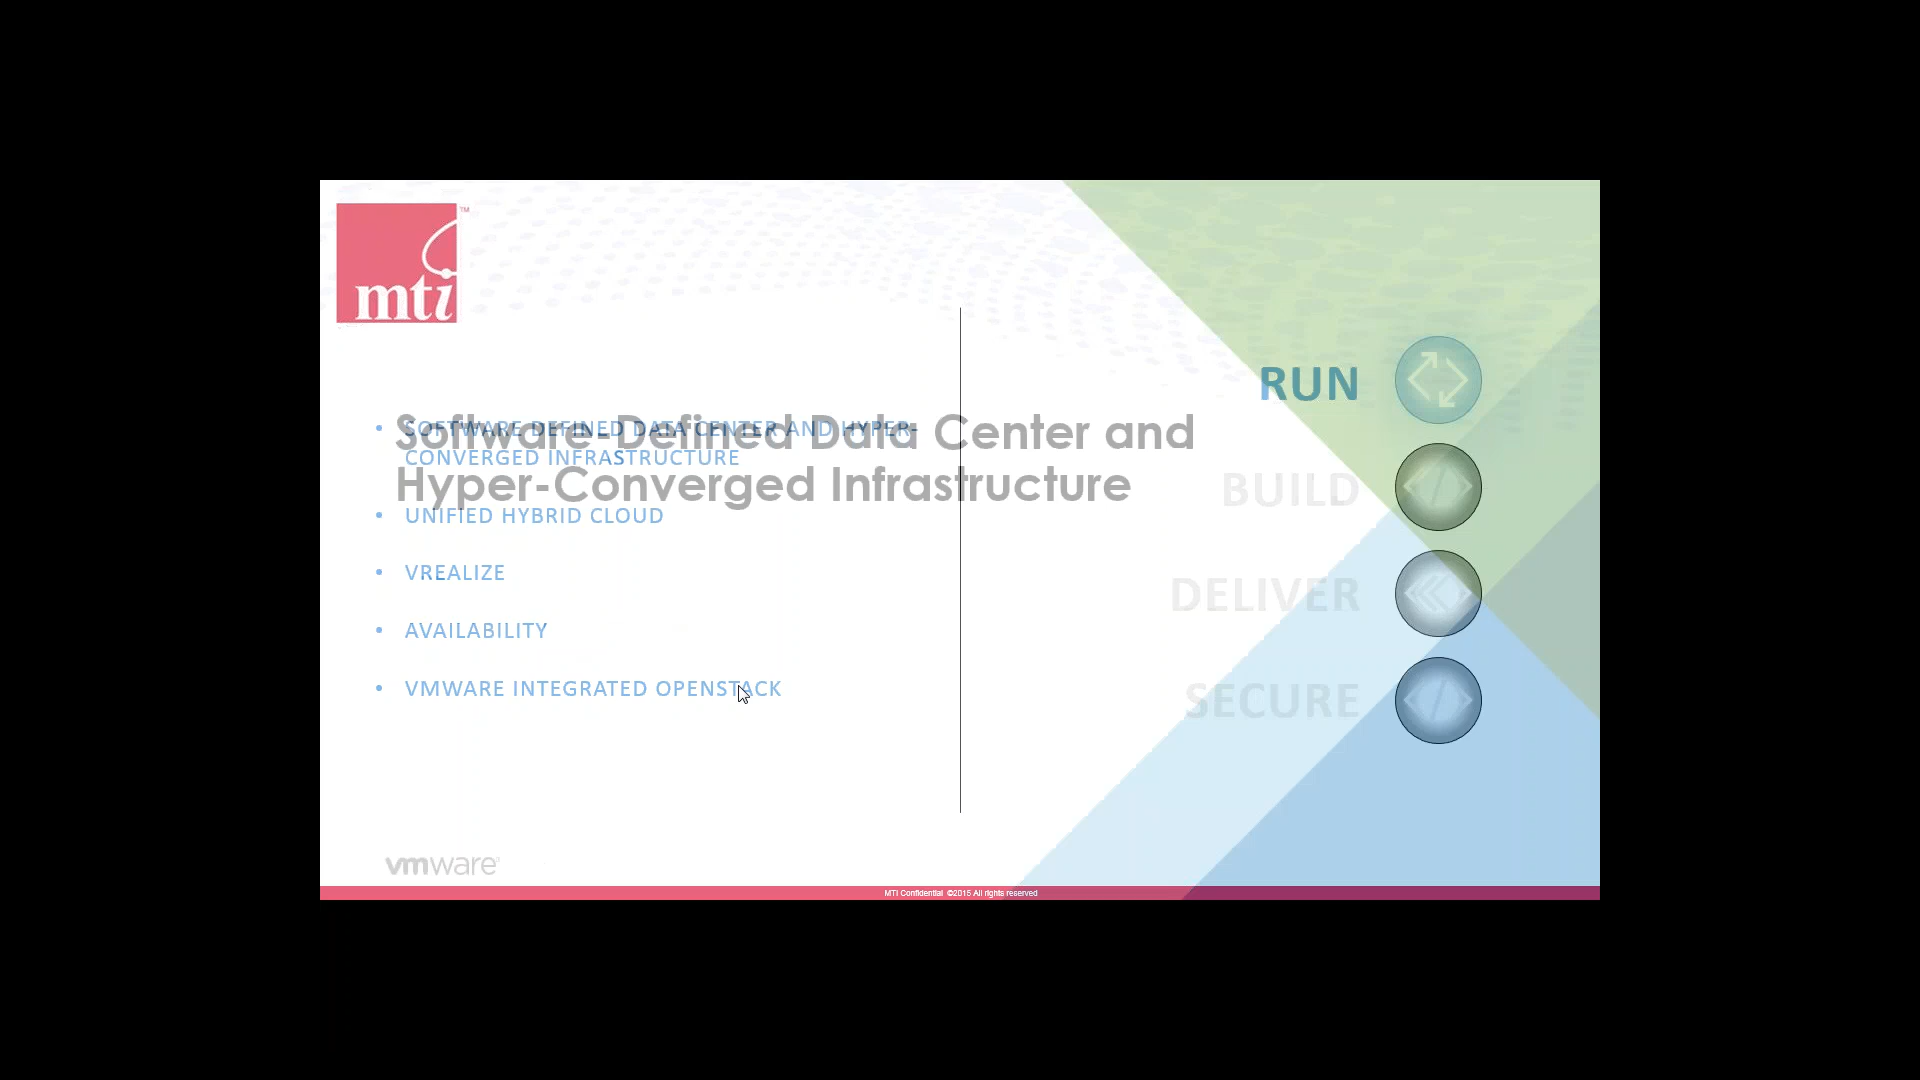 mti
TM
RUN
SOFTWARE DEFINED DATA CENTER AND HYPER-
CONVERGED INFRASTRUCTURE
Software-Defined Data Center and
Hyper-Converged Infrastructure
BUILD
• UNIFIED HYBRID CLOUD
• VREALIZE
DELIVER
• AVAILABILITY
• VMWARE INTEGRATED OPENSTACK
SECURE
vmware
MTI Confidential ©2015 All rights reserved